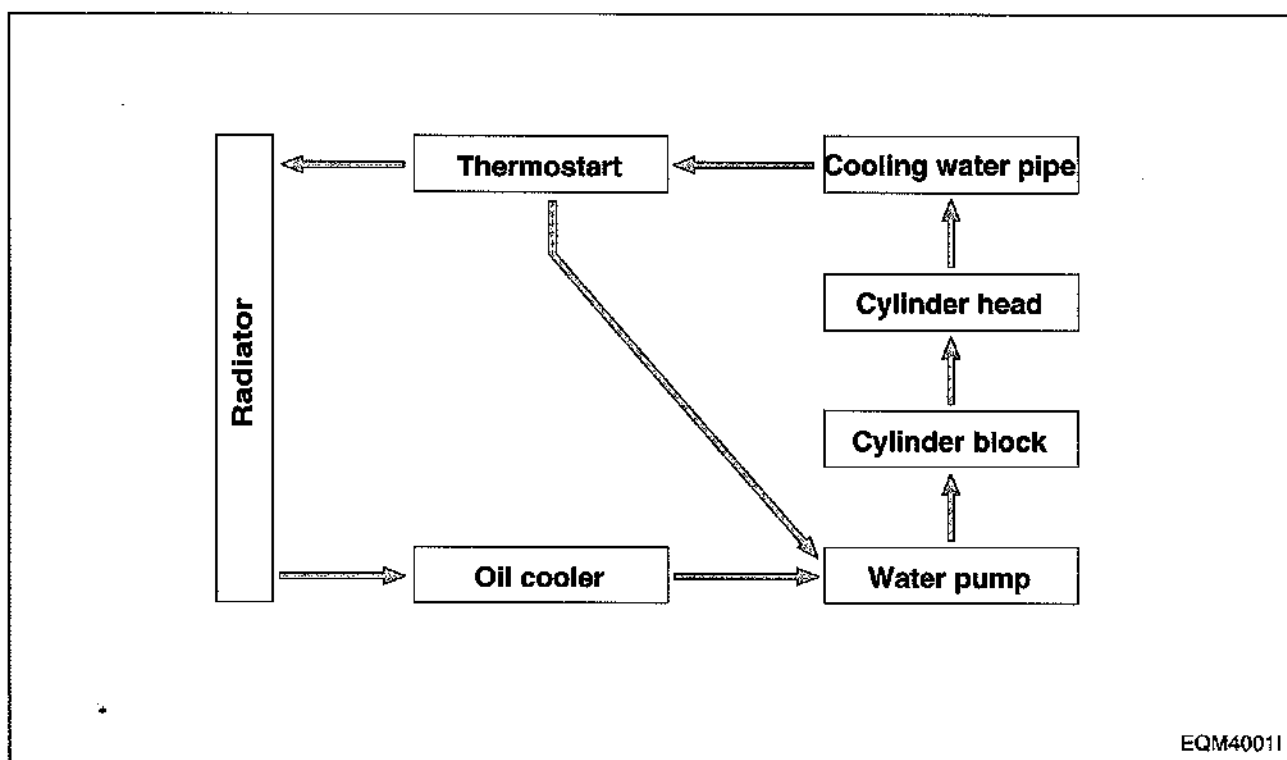 Thermostart
Cooling water pipe
Radiator
Cylinder head
Cylinder block
Oil cooler
Water pump
EQM4001I